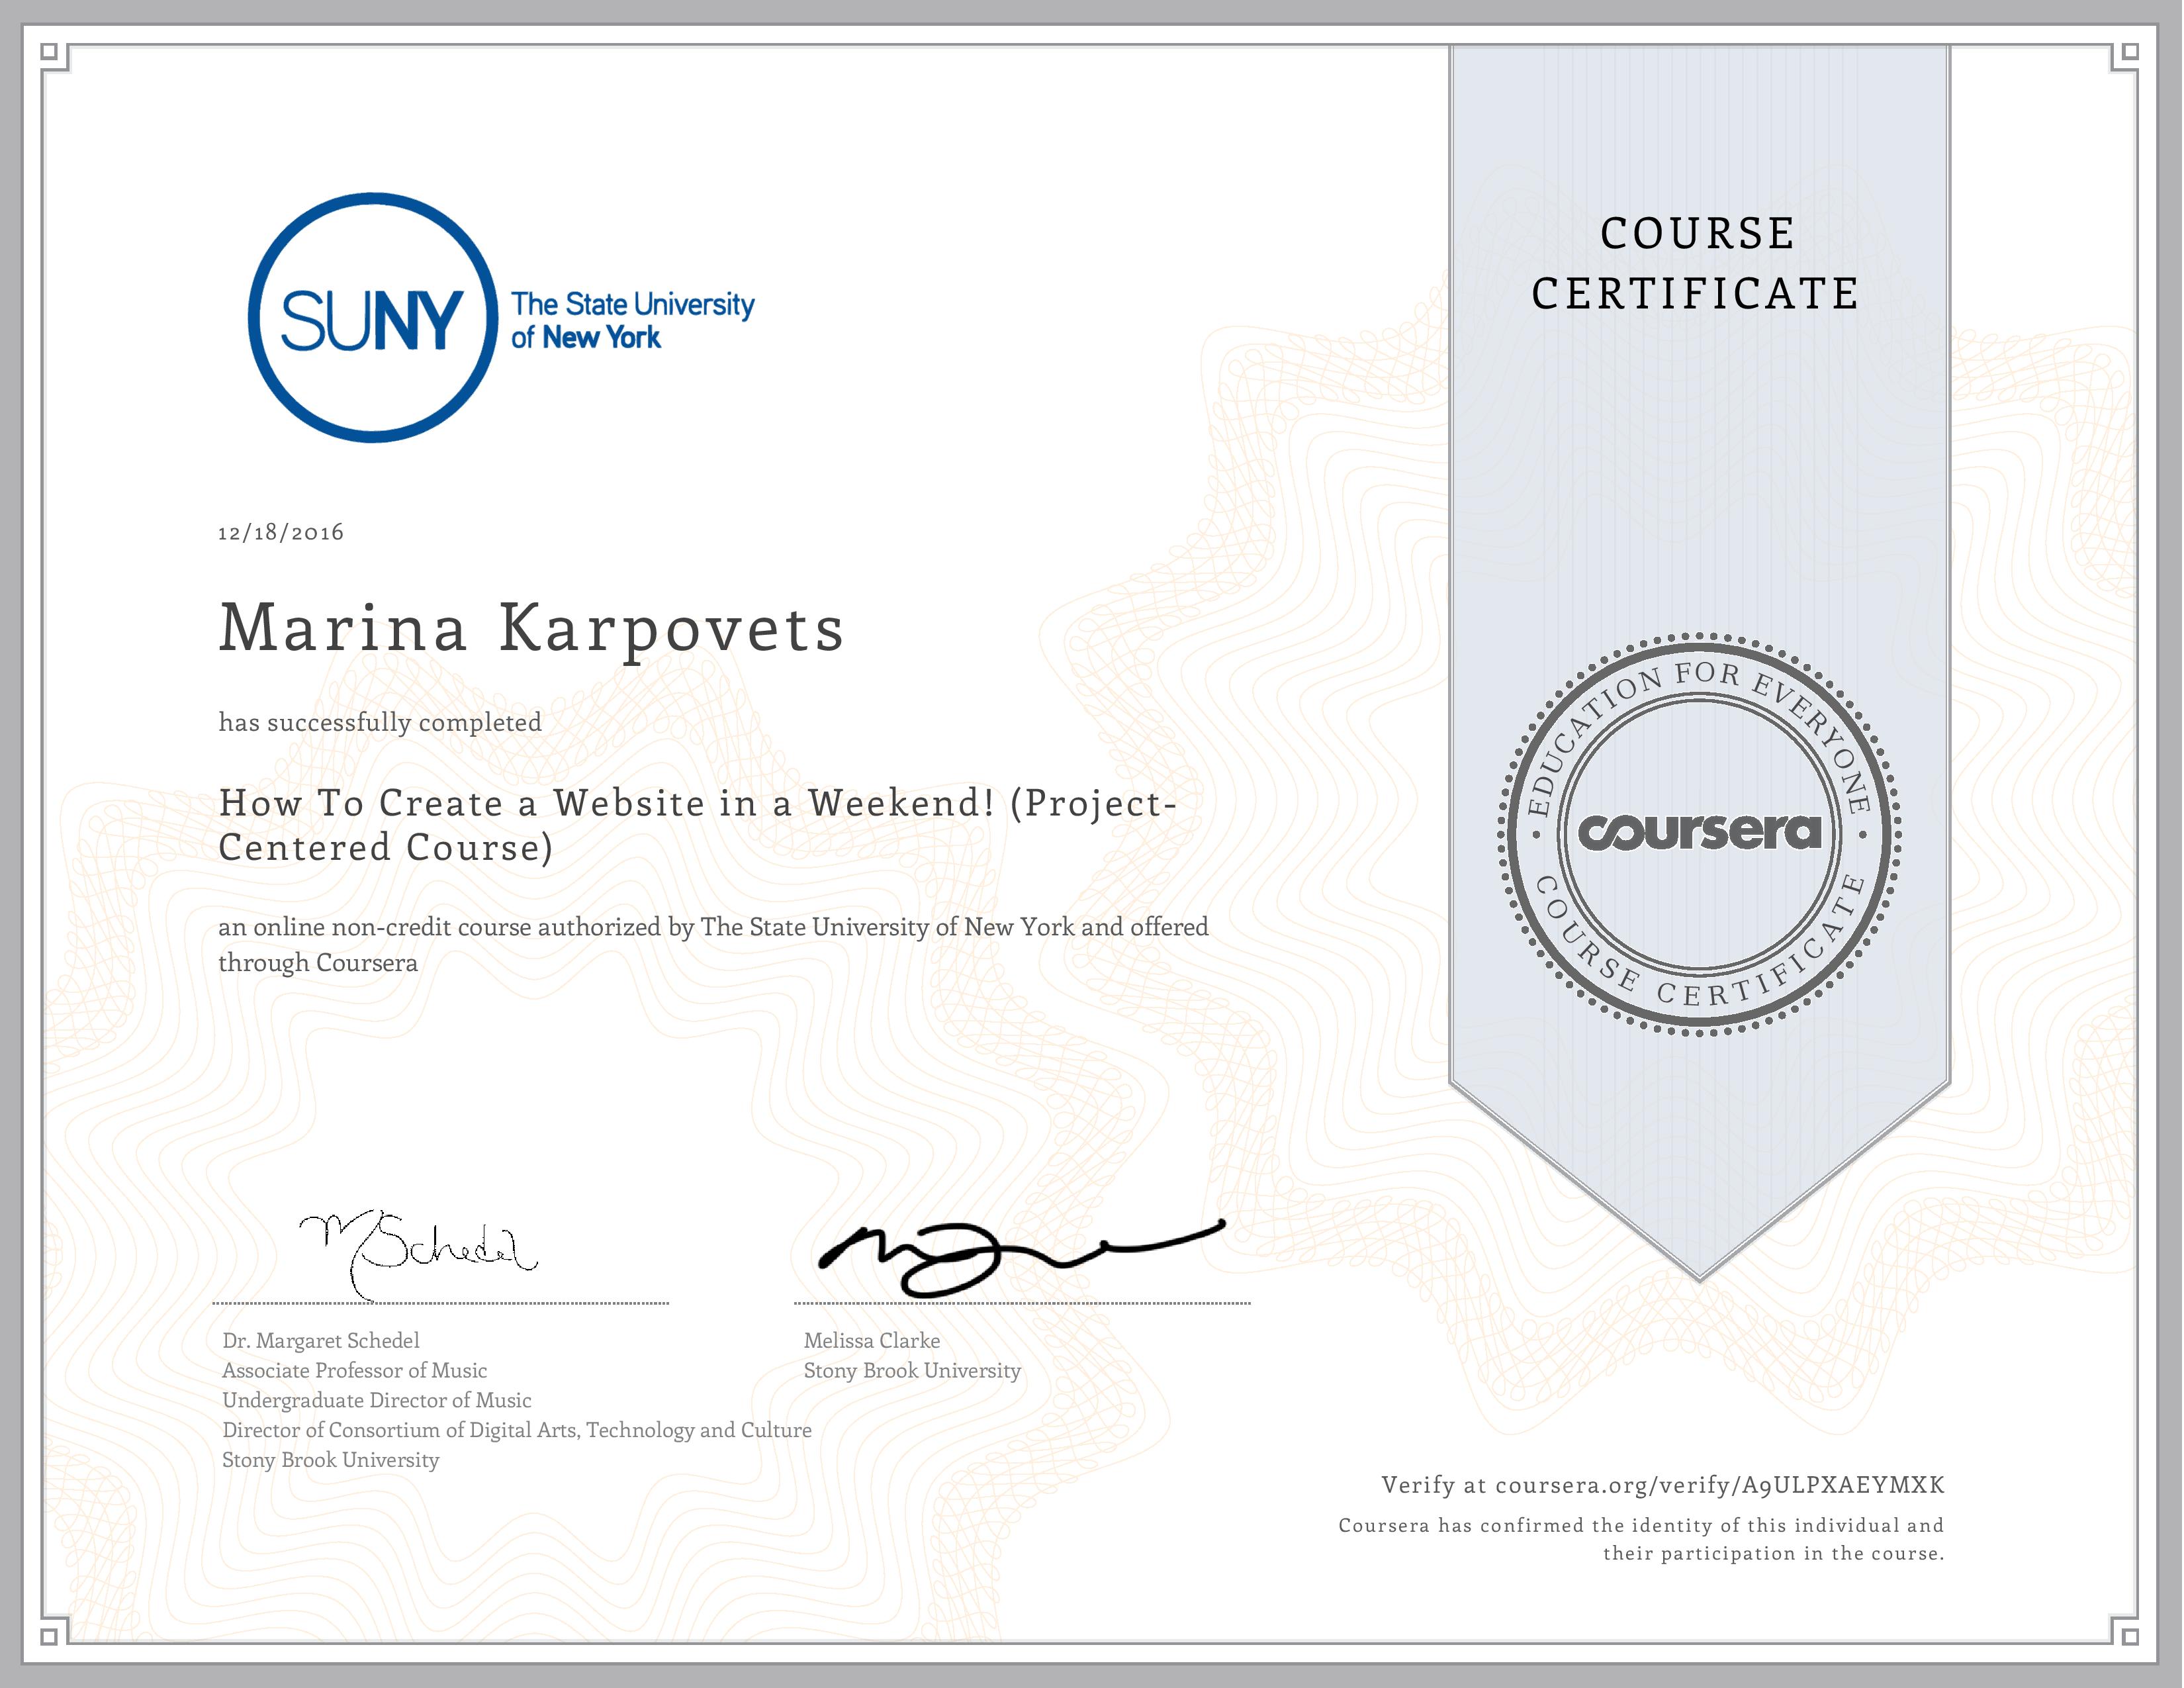 SUNY
The State University
of New York
COURSE
CERTIFICATE
12/18/2016
Marina Karpovets
has successfully completed
How To Create a Website in a Weekend! (Project-
Centered Course)
an online non-credit course authorized by The State University of New York and offered
through Coursera
EDUCATION FOR EVERYONE
coursera
COURSE CERTIFICATE
M Schedel
Dr. Margaret Schedel
Associate Professor of Music
Undergraduate Director of Music
Director of Consortium of Digital Arts, Technology and Culture
Stony Brook University
Melissa Clarke
Stony Brook University
Verify at coursera.org/verify/A9ULPXAEYMXK
Coursera has confirmed the identity of this individual and
their participation in the course.